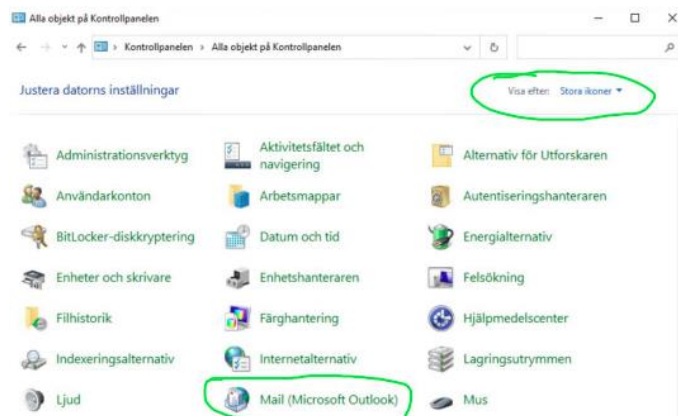 Alla objekt på Kontrollpanelen
Kontrollpanelen > Alla objekt på Kontrollpanelen
Justera datorns inställningar
Visa efter: Stora ikoner
Administrationsverktyg
Aktivitetsfältet och
navigering
Alternativ för Utforskaren
Användarkonton
Arbetsmappar
Autentiseringshanteraren
BitLocker-diskkryptering
Datum och tid
Energialternativ
Enheter och skrivare
Enhetshanteraren
Felsökning
Filhistorik
Färghantering
Hjälpmedelscenter
Indexeringsalternativ
Internetalternativ
Lagringsutrymmen
Ljud
Mail (Microsoft Outlook)
Mus